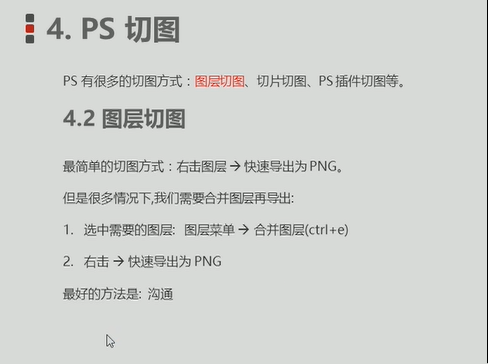 4. PS 切图
PS 有很多的切图方式：图层切图、切片切图、PS 插件切图等。
4.2 图层切图
最简单的切图方式：右击图层 → 快速导出为 PNG。
但是很多情况下,我们需要合并图层再导出:
1. 选中需要的图层: 图层菜单 → 合并图层(ctrl+e)
2. 右击 → 快速导出为 PNG
最好的方法是: 沟通